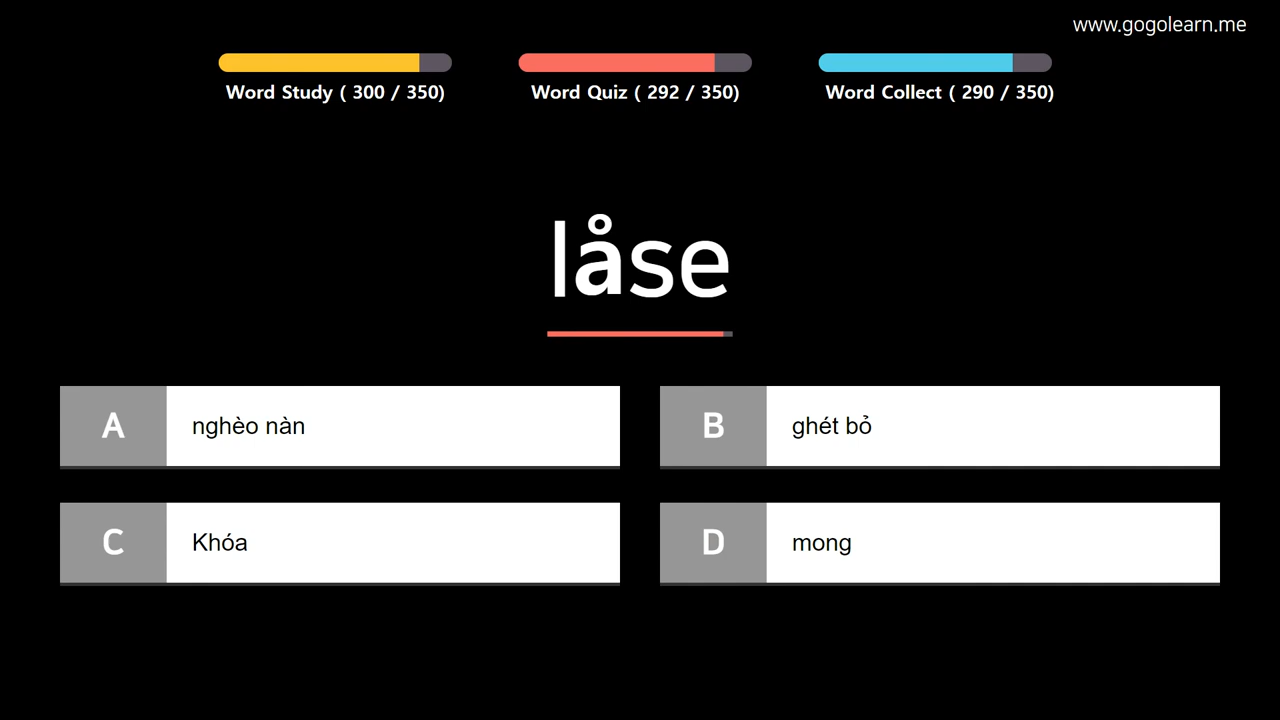 www.gogolearn.me
Word Study ( 300 / 350)
Word Quiz ( 292 / 350)
Word Collect ( 290 / 350)
låse
A nghèo nàn
B ghét bỏ
C Khóa
D mong